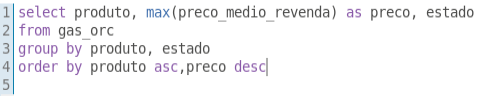 1 select produto, max(preco_medio_revenda) as preco, estado
2 from gas_orc
3 group by produto, estado
4 order by produto asc,preco desc
5